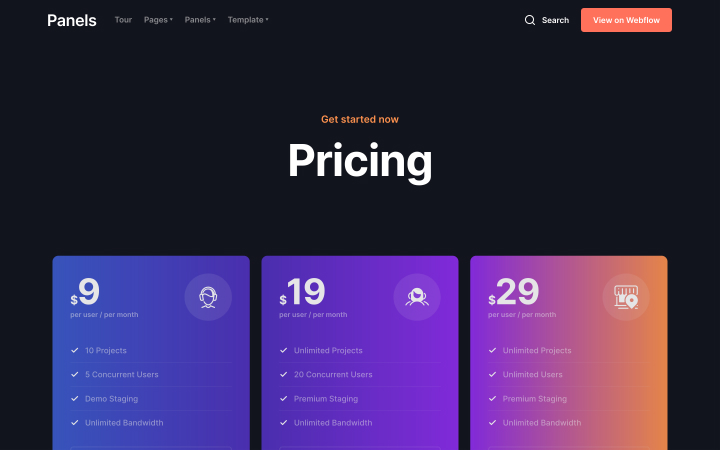 Panels
Tour Pages Panels Template
Search
View on Webflow
Get started now
Pricing
$9
per user / per month
10 Projects
5 Concurrent Users
Demo Staging
Unlimited Bandwidth
$19
per user / per month
Unlimited Projects
20 Concurrent Users
Premium Staging
Unlimited Bandwidth
$29
per user / per month
Unlimited Projects
Unlimited Users
Premium Staging
Unlimited Bandwidth